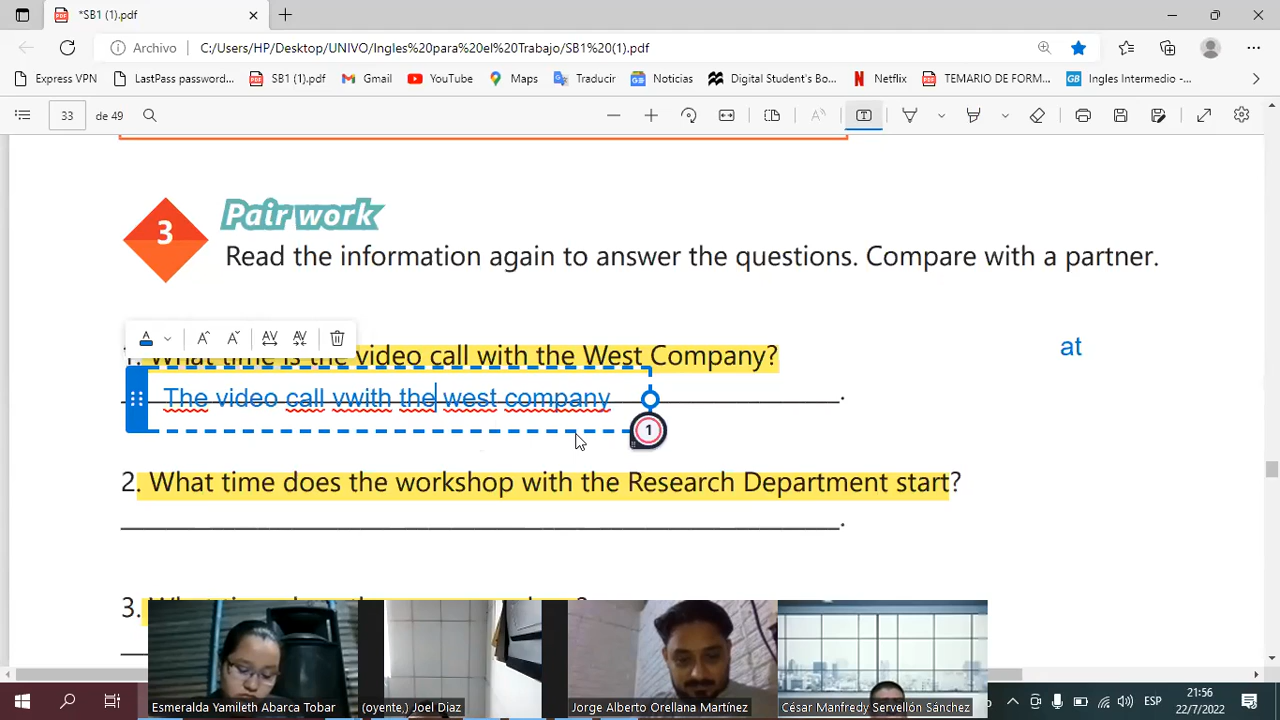 *SB1 (1).pdf
Archivo C:/Users/HP/Desktop/UNIVO/Ingles%20para%20el%20Trabajo/SB1%20(1).pdf
Express VPN LastPass password... SB1 (1).pdf Gmail YouTube Maps Traducir Noticias Digital Student's Bo... Netflix TEMARIO DE FORM... Ingles Intermedio -...
33 de 49
3 Pair work
Read the information again to answer the questions. Compare with a partner.
at
1. What time is the video call with the West Company?
The video call vwith the west company
1
2. What time does the workshop with the Research Department start?
3.
Esmeralda Yamileth Abarca Tobar (oyente,) Joel Diaz Jorge Alberto Orellana Martínez César Manfredy Servellón Sánchez
ESP 21:56
22/7/2022